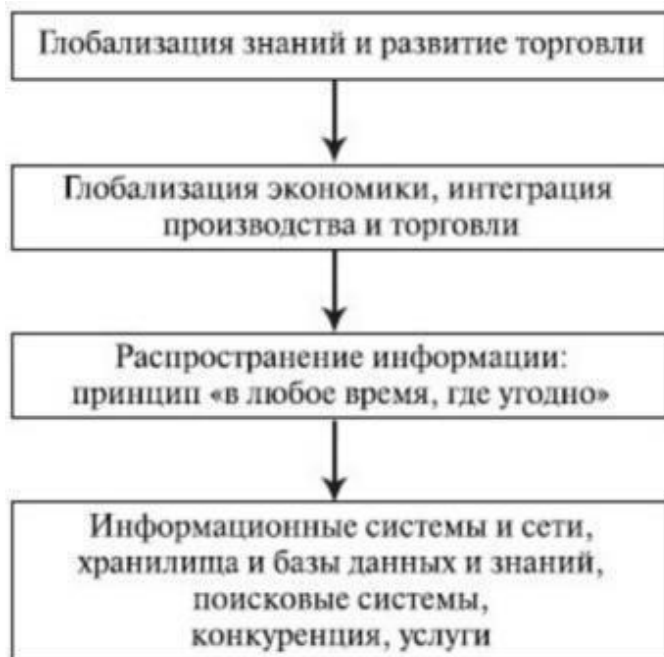 Глобализация знаний и развитие торговли
Глобализация экономики, интеграция
производства и торговли
Распространение информации:
принцип «в любое время, где угодно»
Информационные системы и сети,
хранилища и базы данных и знаний,
поисковые системы,
конкуренция, услуги